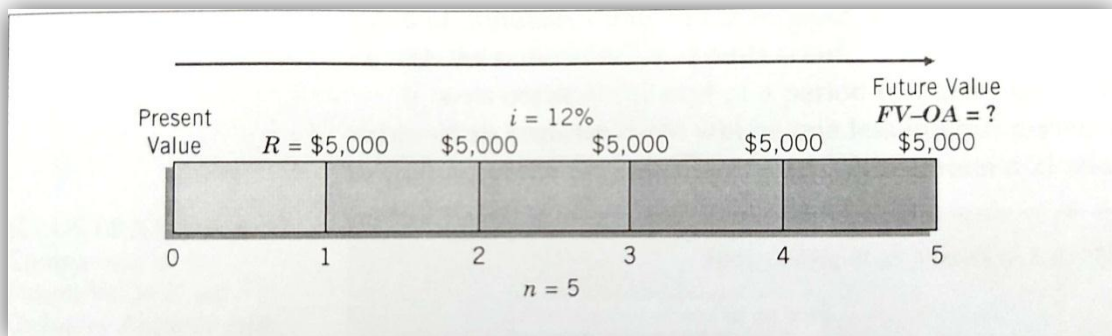 Future Value
Present i = 12% FV–OA = ?
Value R = $5,000 $5,000 $5,000 $5,000 $5,000
0 1 2 3 4 5
n = 5